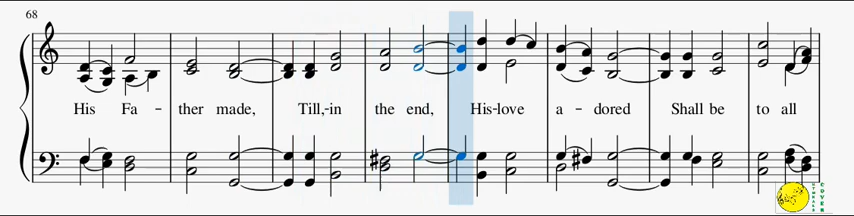 68
His Fa - ther made, Till,-in the end, His-love a - dored Shall be to all